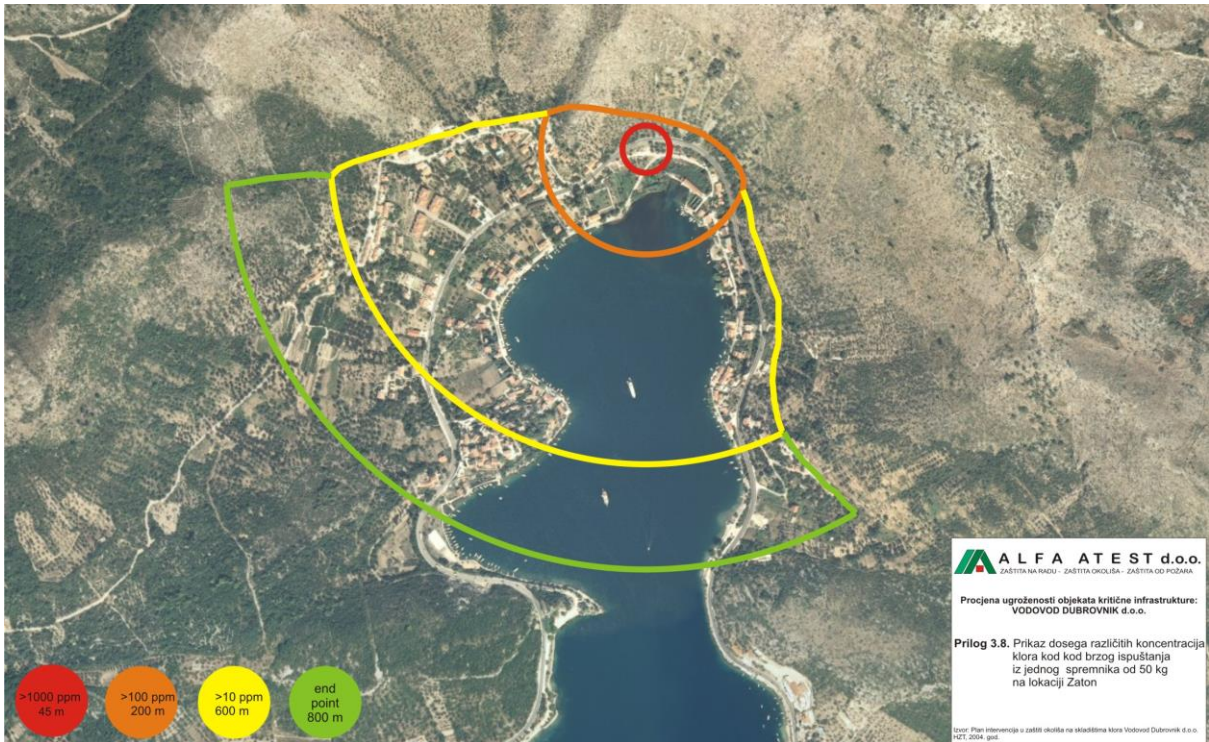 ALFA ATEST d.o.o.
ZAŠTITA NA RADU - ZAŠTITA OKOLIŠA - ZAŠTITA OD POŽARA
Procjena ugroženosti objekata kritične infrastrukture:
VODOVOD DUBROVNIK d.o.o.
Prilog 3.8. Prikaz dosega različitih koncentracija
klora kod kod brzog ispuštanja
iz jednog spremnika od 50 kg
na lokaciji Zaton
Izvor: Plan intervencija u zaštiti okoliša na skladištima klora Vodovod Dubrovnik d.o.o.
HZT, 2004. god.
>1000 ppm
45 m
>100 ppm
200 m
>10 ppm
600 m
end
point
800 m